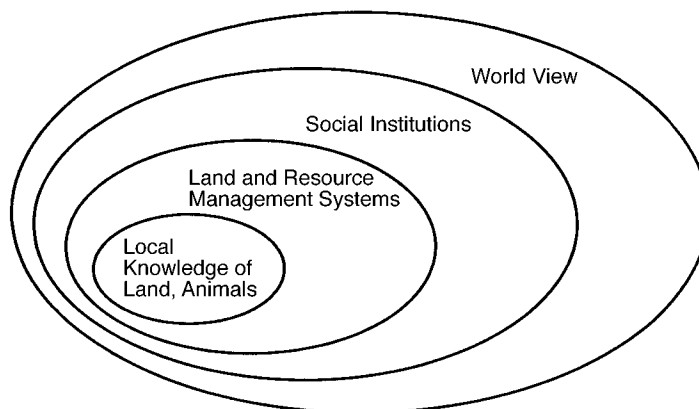 World View
Social Institutions
Land and Resource
Management Systems
Local
Knowledge of
Land, Animals